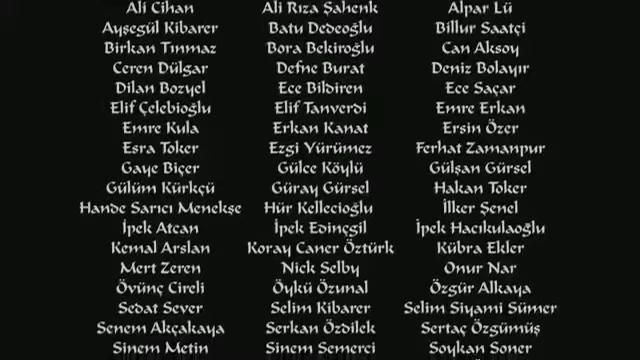 Ali Cihan Ali Rıza Şahenk Alpar Lü
Ayşegül Kibarer Batu Dedeoğlu Billur Saatçi
Birkan Tınmaz Bora Bekiroğlu Can Aksoy
Ceren Dülgar Defne Burat Deniz Bolayır
Dilan Bozyel Ece Bildiren Ece Saçar
Elif Çelebioğlu Elif Tanverdi Emre Erkan
Emre Kula Erkan Kanat Ersin Özer
Esra Toker Ezgi Yürümez Ferhat Zamanpur
Gaye Biçer Gülce Köylü Gülşan Gürsel
Gülüm Kürkçü Güray Gürsel Hakan Toker
Hande Sarıcı Menekşe Hür Kellecioğlu İlker Şenel
İpek Atcan İpek Edinçgil İpek Hacıkulaoğlu
Kemal Arslan Koray Caner Öztürk Kübra Ekler
Mert Zeren Nick Selby Onur Nar
Övünç Cireli Öykü Özunal Özgür Alkaya
Sedat Sever Selim Kibarer Selim Siyami Sümer
Senem Akçakaya Serkan Özdilek Sertaç Özgümüş
Sinem Metin Sinem Semerci Soykan Soner